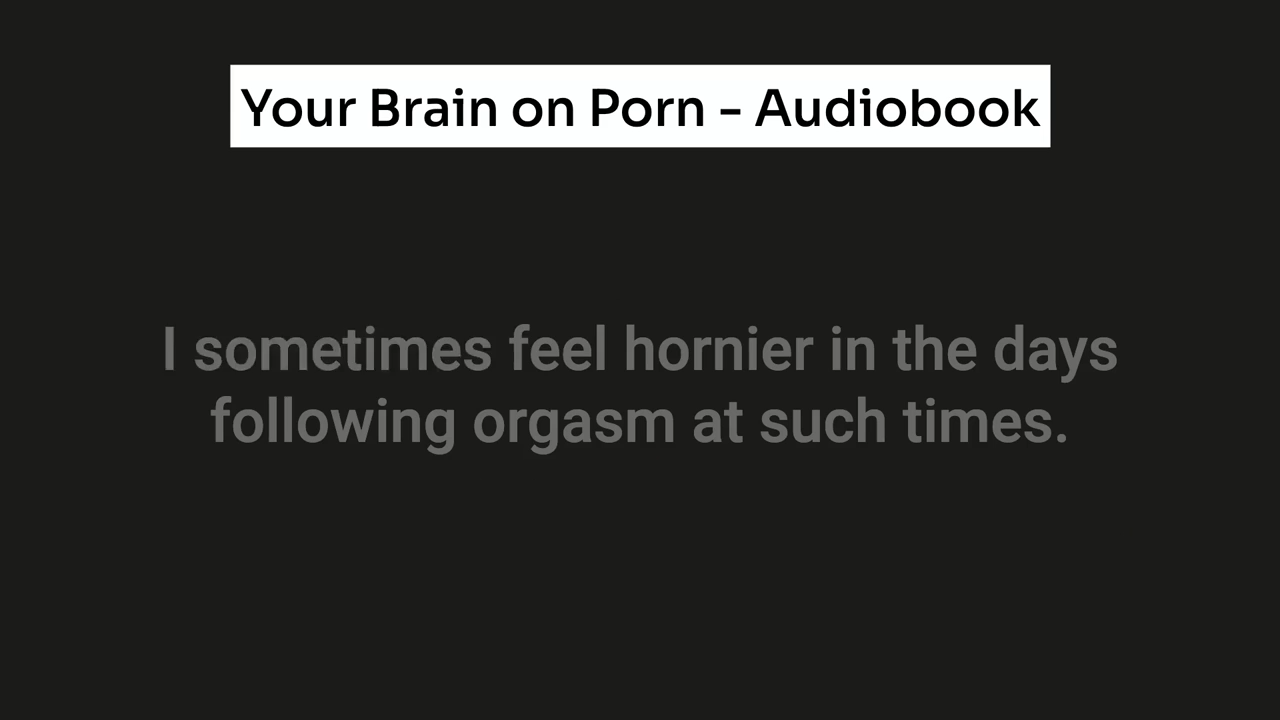 Your Brain on Porn - Audiobook
I sometimes feel hornier in the days
following orgasm at such times.